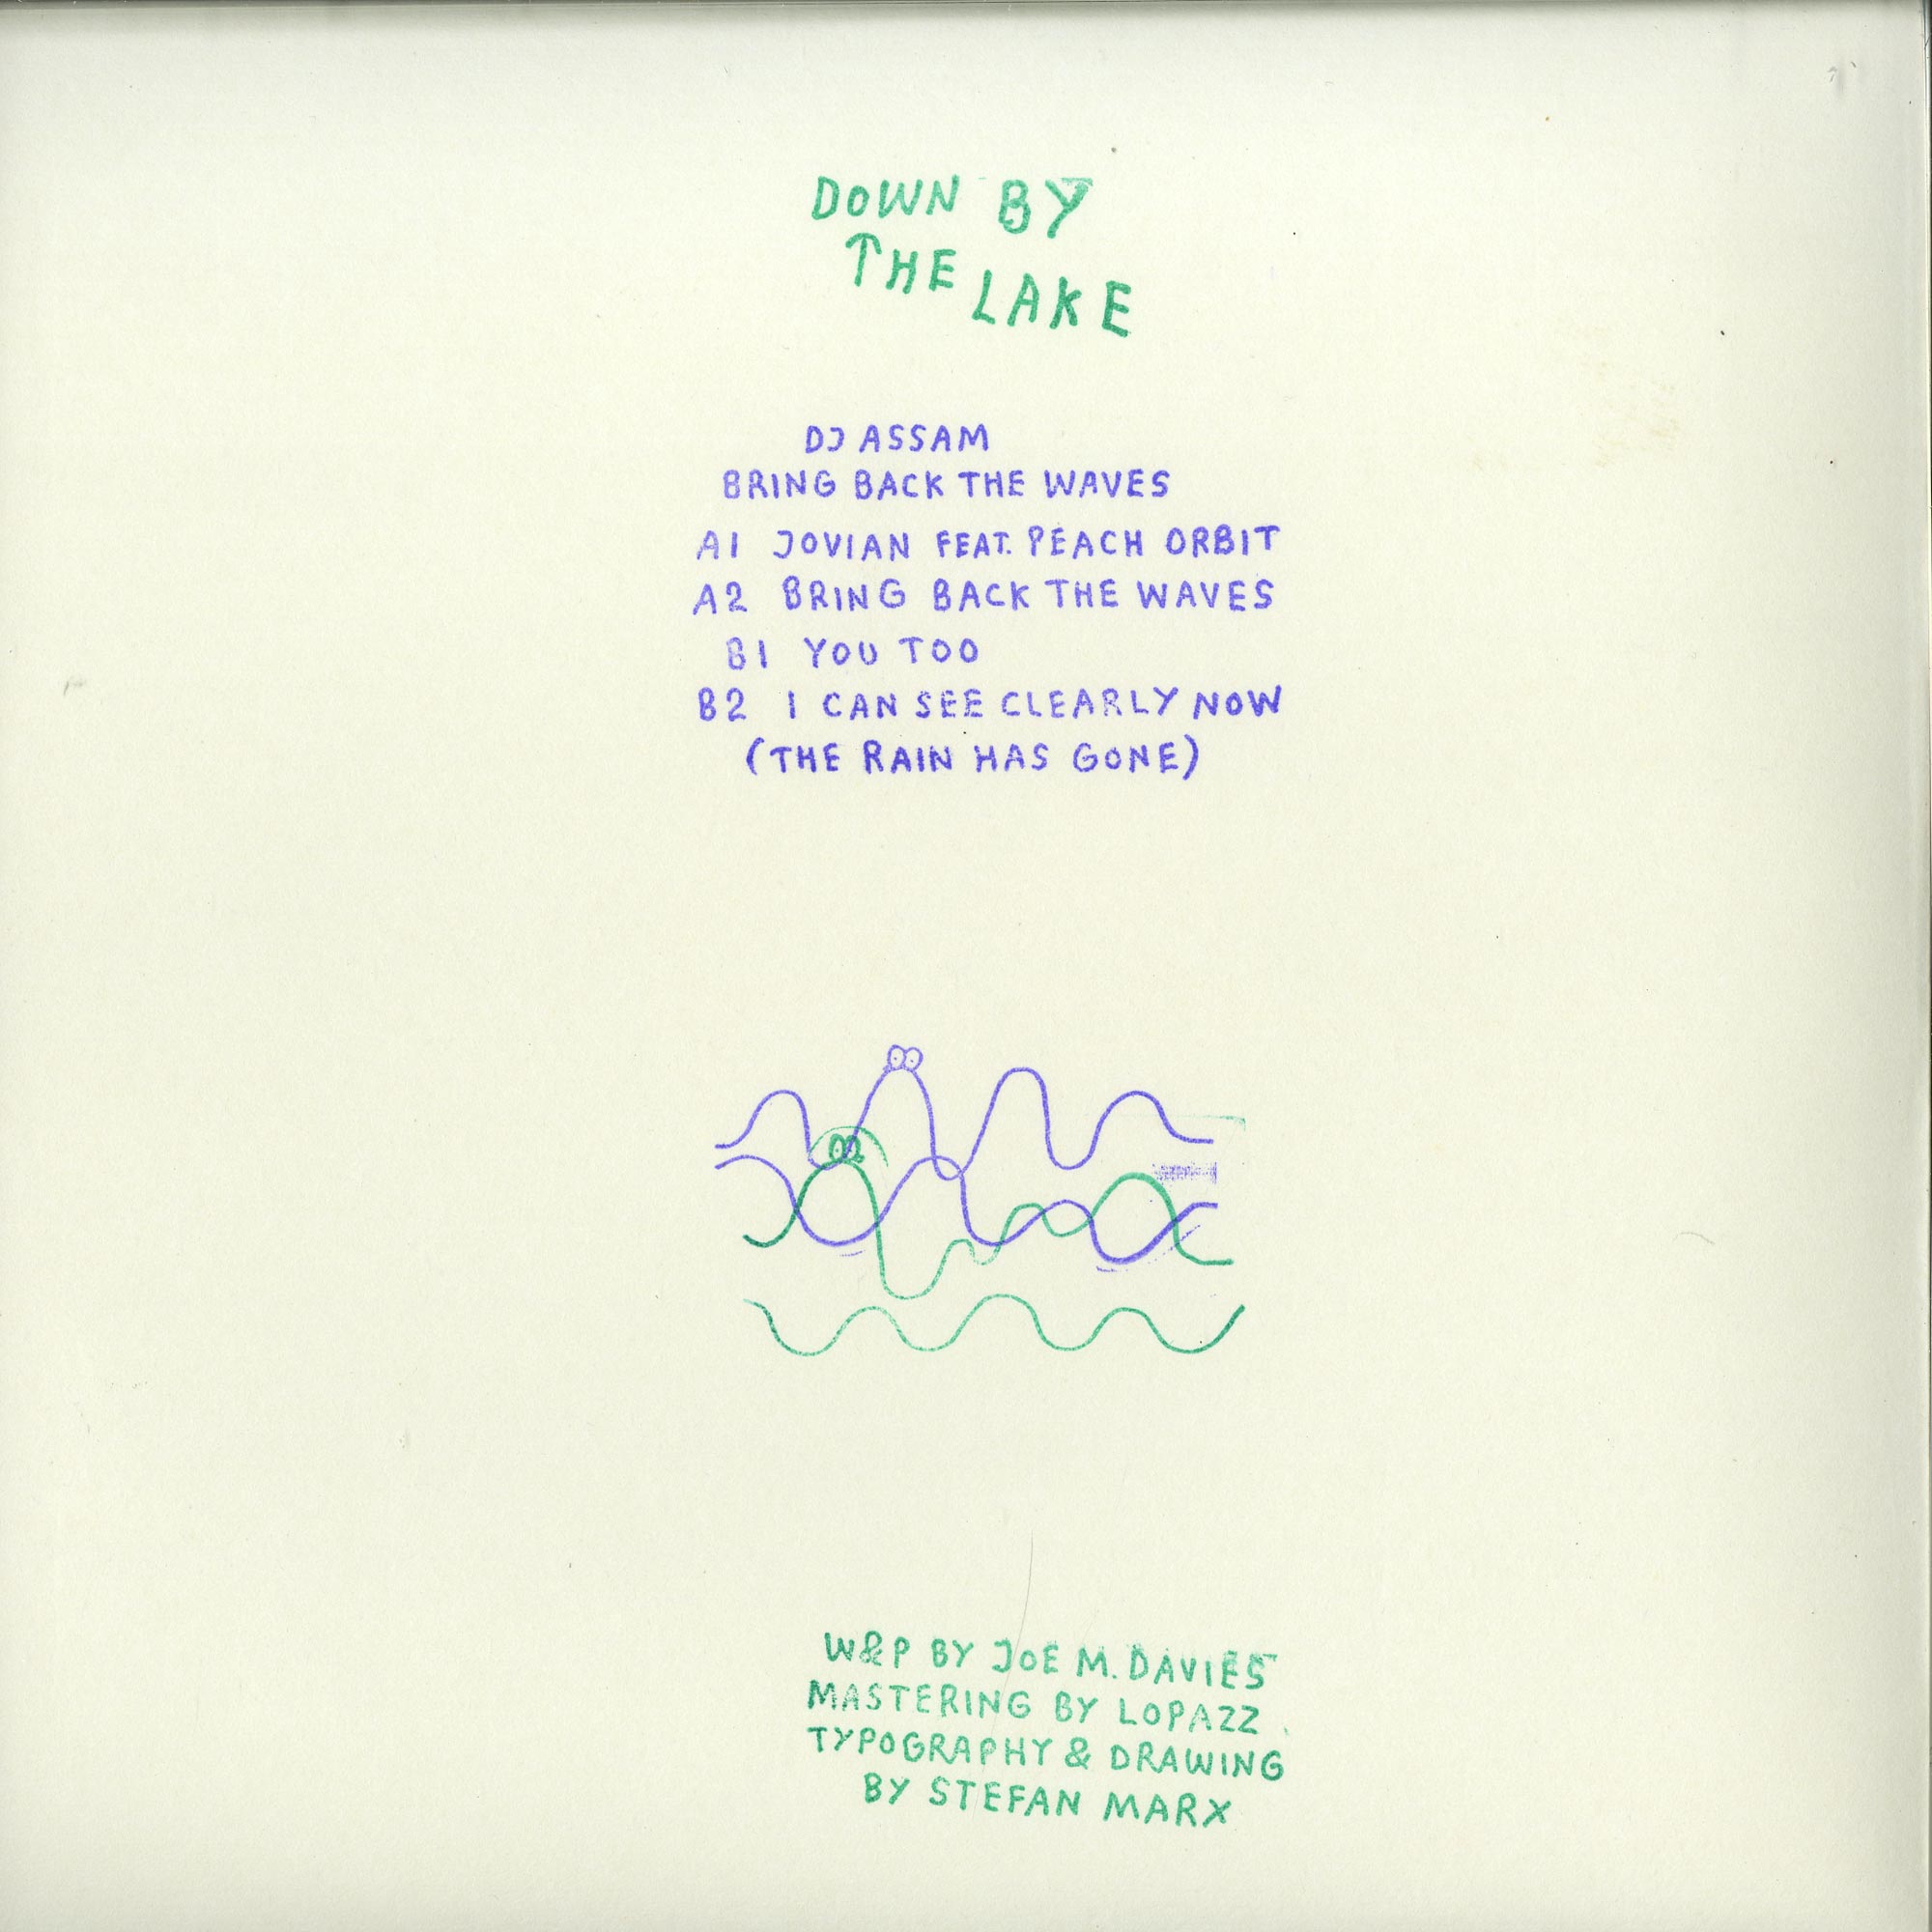 DOWN BY
THE LAKE
DJ ASSAM
BRING BACK THE WAVES
A1 JOVIAN FEAT. PEACH ORBIT
A2 BRING BACK THE WAVES
B1 YOU TOO
B2 I CAN SEE CLEARLY NOW
(THE RAIN HAS GONE)
W&P BY JOE M. DAVIES
MASTERING BY LOPAZZ
TYPOGRAPHY & DRAWING
BY STEFAN MARX